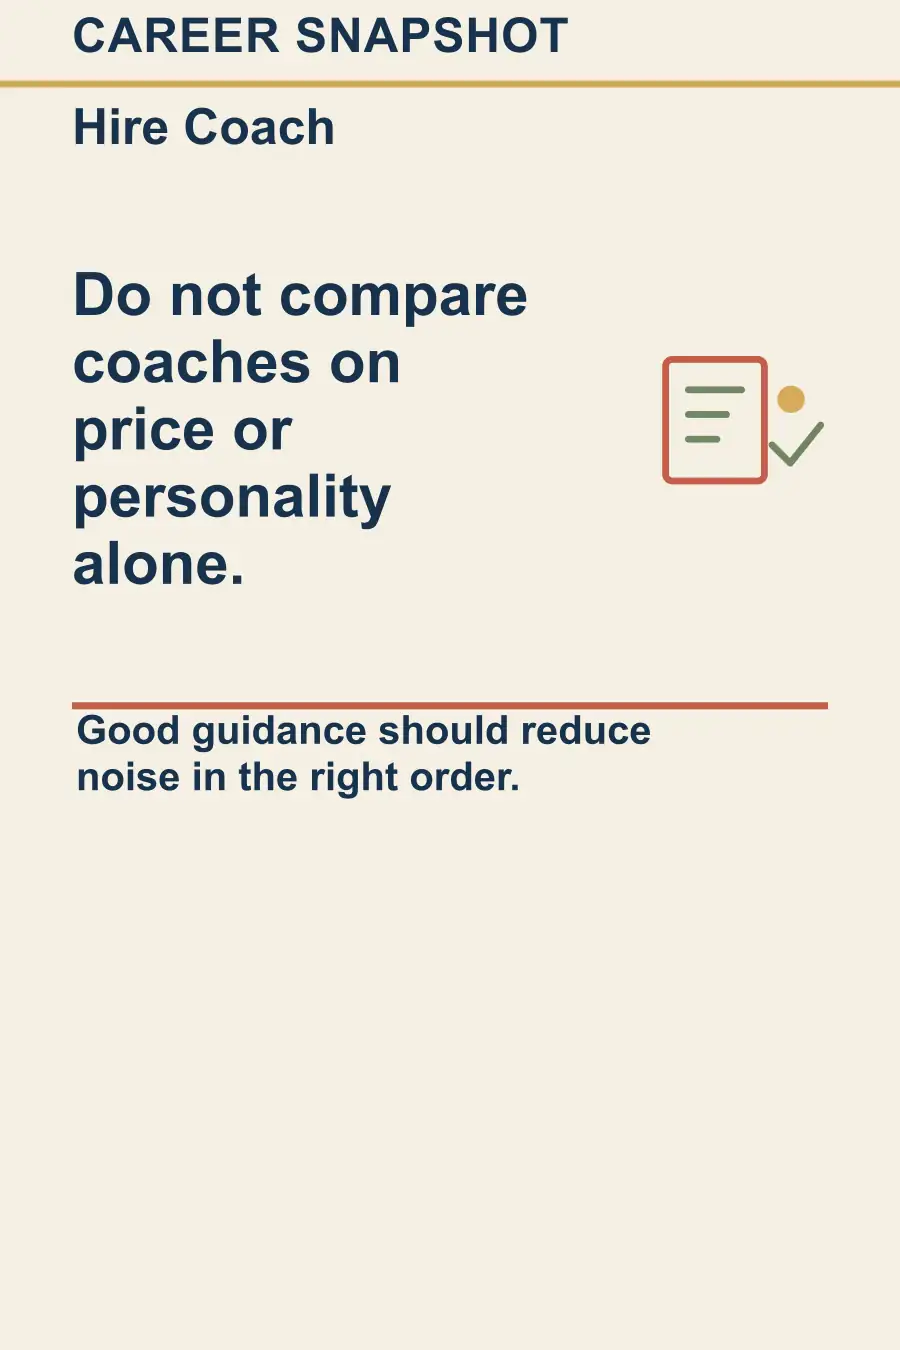 CAREER SNAPSHOT
Hire Coach
Do not compare
coaches on
price or
personality
alone.
Good guidance should reduce
noise in the right order.